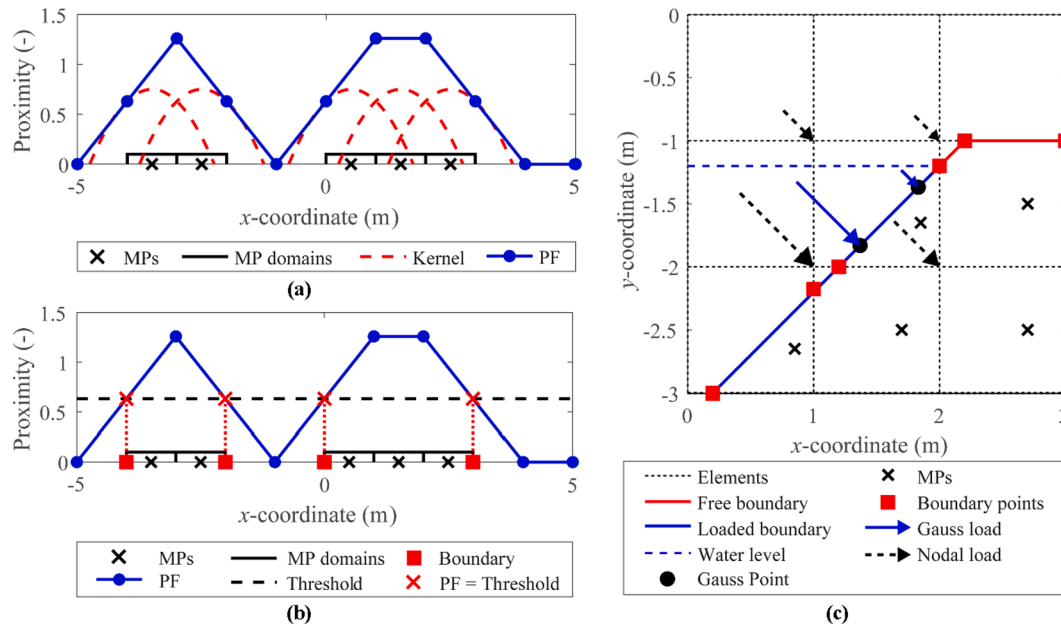 1.5
1
0.5
0
Proximity (-)
-5
0
5
x-coordinate (m)
MPs
MP domains
Kernel
PF
(a)
1.5
1
0.5
0
Proximity (-)
-5
0
5
x-coordinate (m)
MPs
MP domains
Boundary
PF
Threshold
PF = Threshold
(b)
0
-0.5
-1
-1.5
-2
-2.5
-3
y-coordinate (m)
0
1
2
x-coordinate (m)
Elements
MPs
Free boundary
Boundary points
Loaded boundary
Gauss load
Water level
Nodal load
Gauss Point
(c)